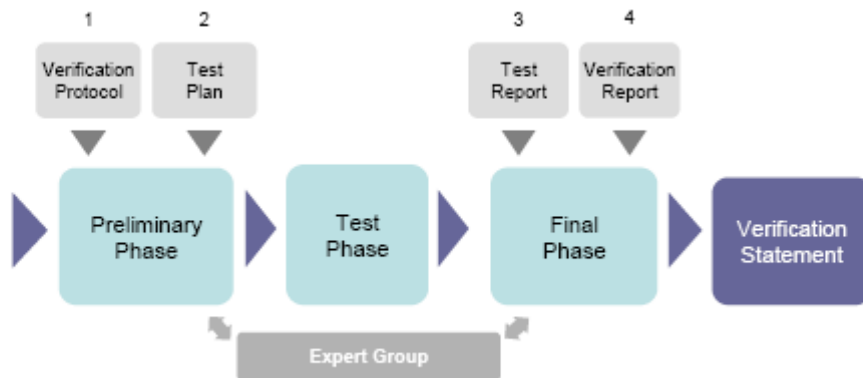 1
2
3
4
Verification
Protocol
Test
Plan
Test
Report
Verification
Report
Preliminary
Phase
Test
Phase
Final
Phase
Verification
Statement
Expert Group